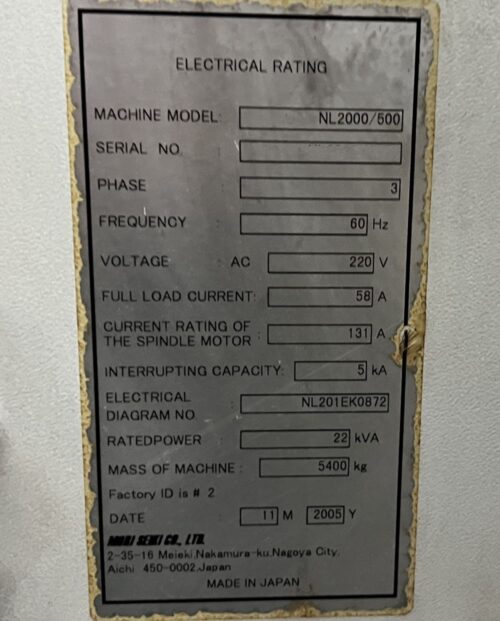 ELECTRICAL RATING
MACHINE MODEL: NL2000/500
SERIAL NO
PHASE 3
FREQUENCY : 60 Hz
VOLTAGE : AC 220 V
FULL LOAD CURRENT: 58 A
CURRENT RATING OF
THE SPINDLE MOTOR : 131 A
INTERRUPTING CAPACITY: 5 kA
ELECTRICAL
DIAGRAM NO. : NL201EK0872
RATEDPOWER : 22 kVA
MASS OF MACHINE : 5400 kg
Factory ID is # 2
DATE : 11 M 2005 Y
MORI SEIKI CO., LTD.
2-35-16 Meieki,Nakamura-ku,Nagoya City,
Aichi 450-0002,Japan
MADE IN JAPAN